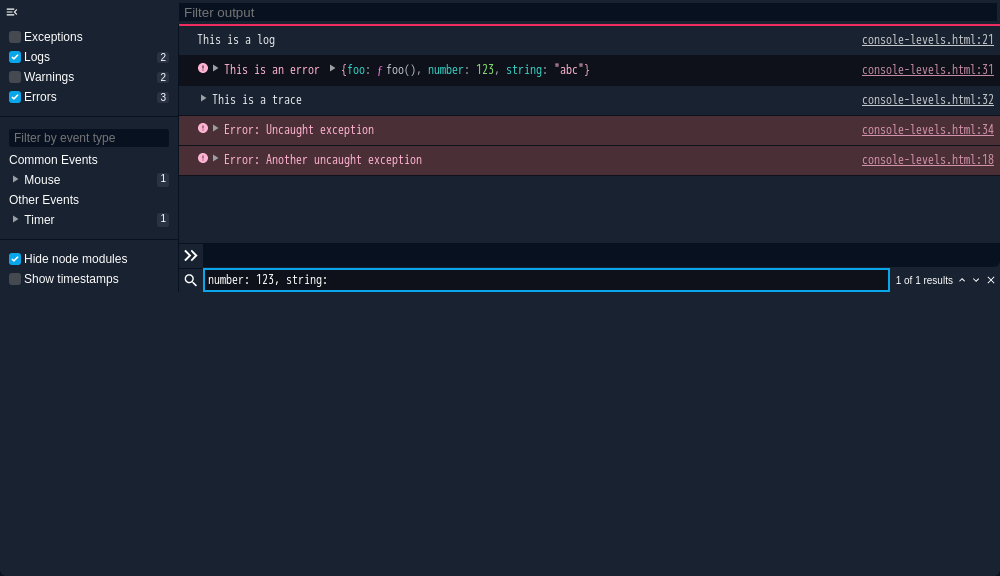 Filter output
Exceptions
Logs 2
Warnings 2
Errors 3
Filter by event type
Common Events
Mouse 1
Other Events
Timer 1
Hide node modules
Show timestamps
This is a log console-levels.html:21
This is an error {foo: ƒ foo(), number: 123, string: "abc"} console-levels.html:31
This is a trace console-levels.html:32
Error: Uncaught exception console-levels.html:34
Error: Another uncaught exception console-levels.html:18
number: 123, string: 1 of 1 results